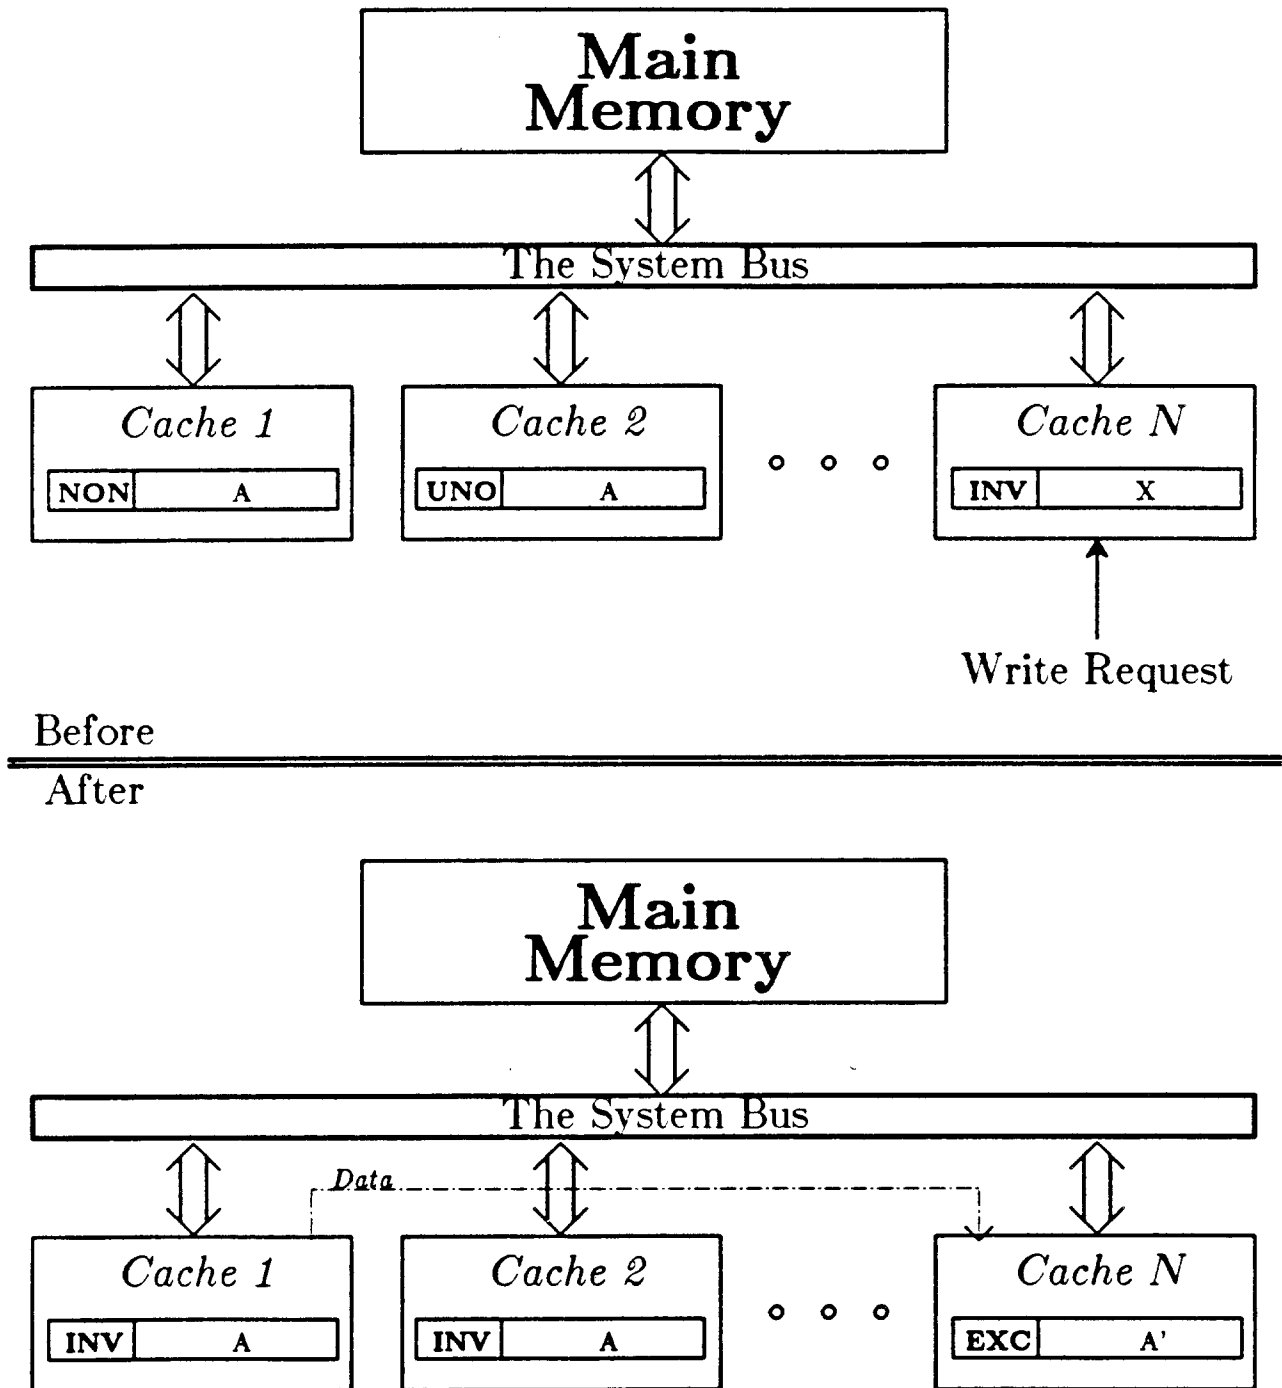 Main
Memory
The System Bus
Cache 1
Cache 2
Cache N
NON A
UNO A
INV X
Write Request
Before
After
Main
Memory
The System Bus
Data
Cache 1
Cache 2
Cache N
INV A
INV A
EXC A'